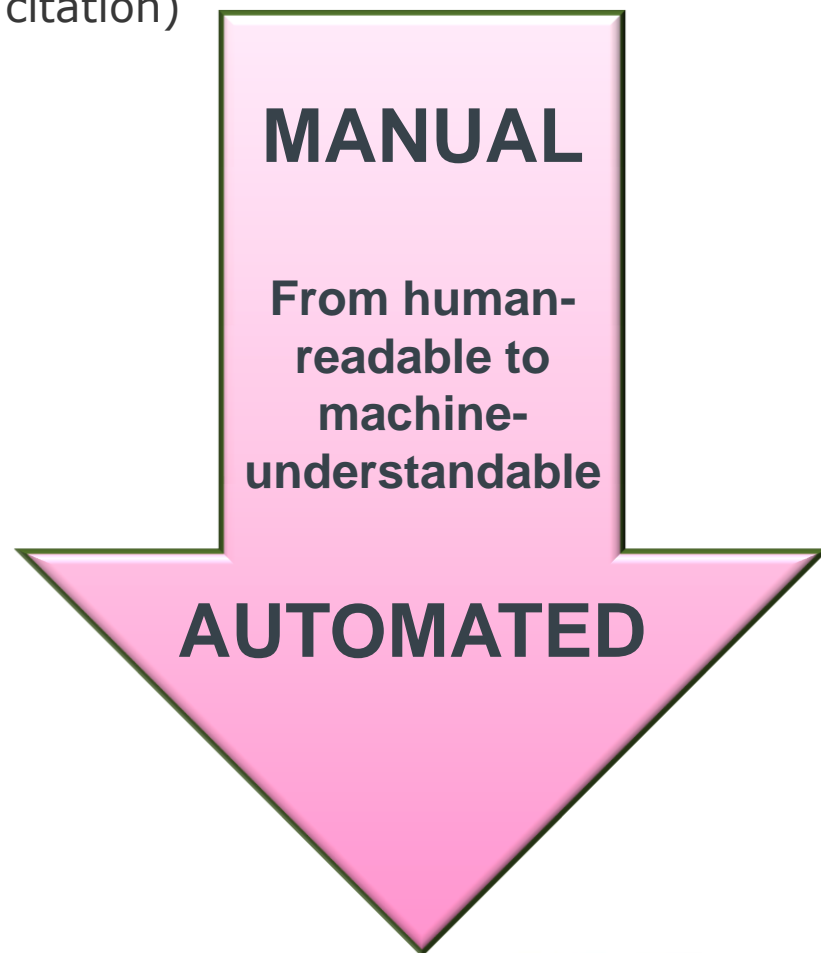 citation)
MANUAL
From human-
readable to
machine-
understandable
AUTOMATED